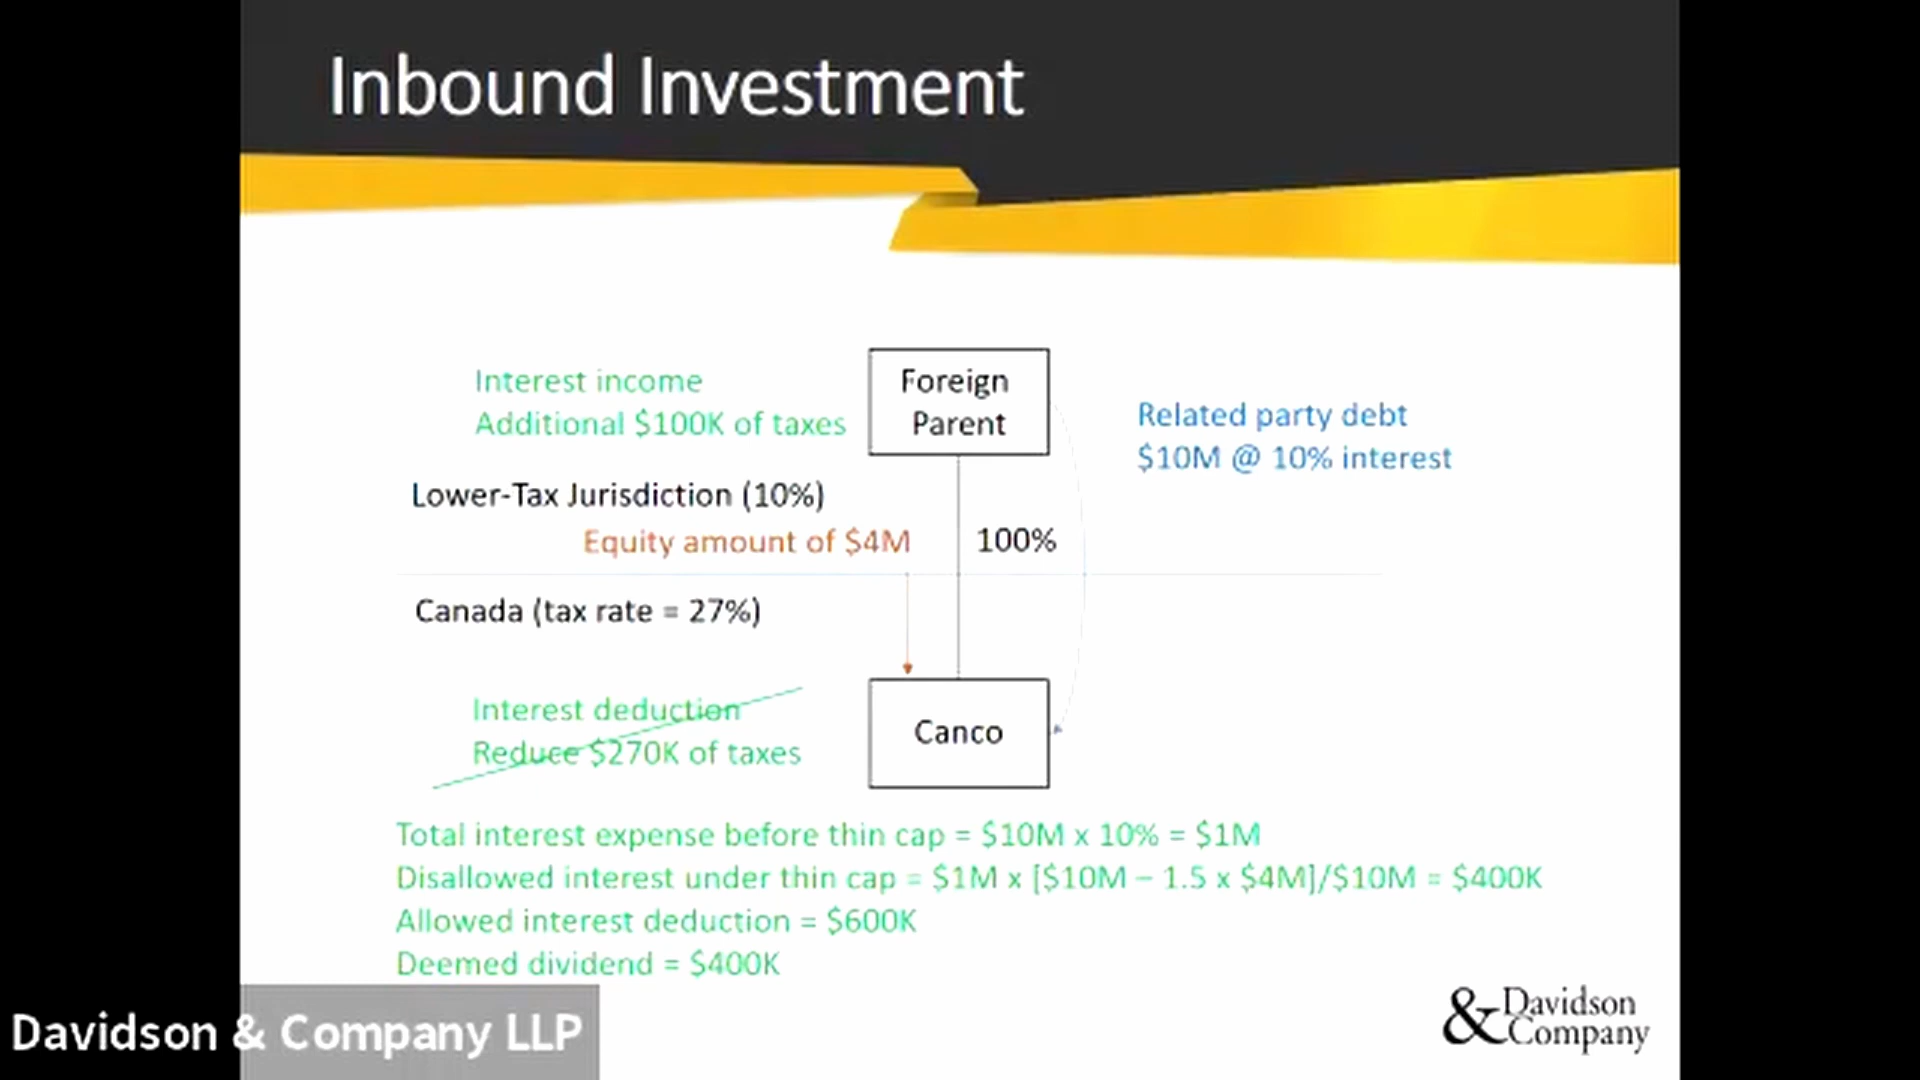 Inbound Investment
Interest income
Additional $100K of taxes
Foreign
Parent
Related party debt
$10M @ 10% interest
Lower-Tax Jurisdiction (10%)
Equity amount of $4M
100%
Canada (tax rate = 27%)
Interest deduction
Reduce $270K of taxes
Canco
Total interest expense before thin cap = $10M x 10% = $1M
Disallowed interest under thin cap = $1M x [$10M – 1.5 x $4M]/$10M = $400K
Allowed interest deduction = $600K
Deemed dividend = $400K
Davidson & Company LLP
& Davidson
Company